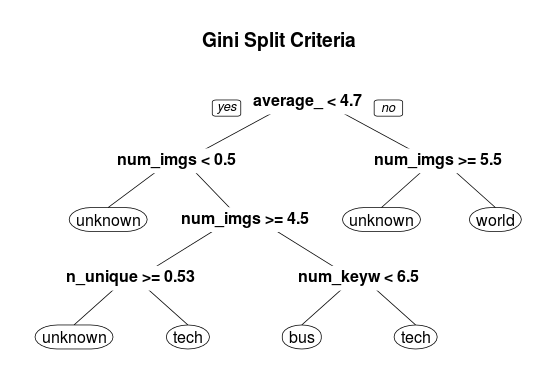 Gini Split Criteria
yes average_ < 4.7 no
num_imgs < 0.5 num_imgs >= 5.5
unknown num_imgs >= 4.5 unknown world
n_unique >= 0.53 num_keyw < 6.5
unknown tech bus tech